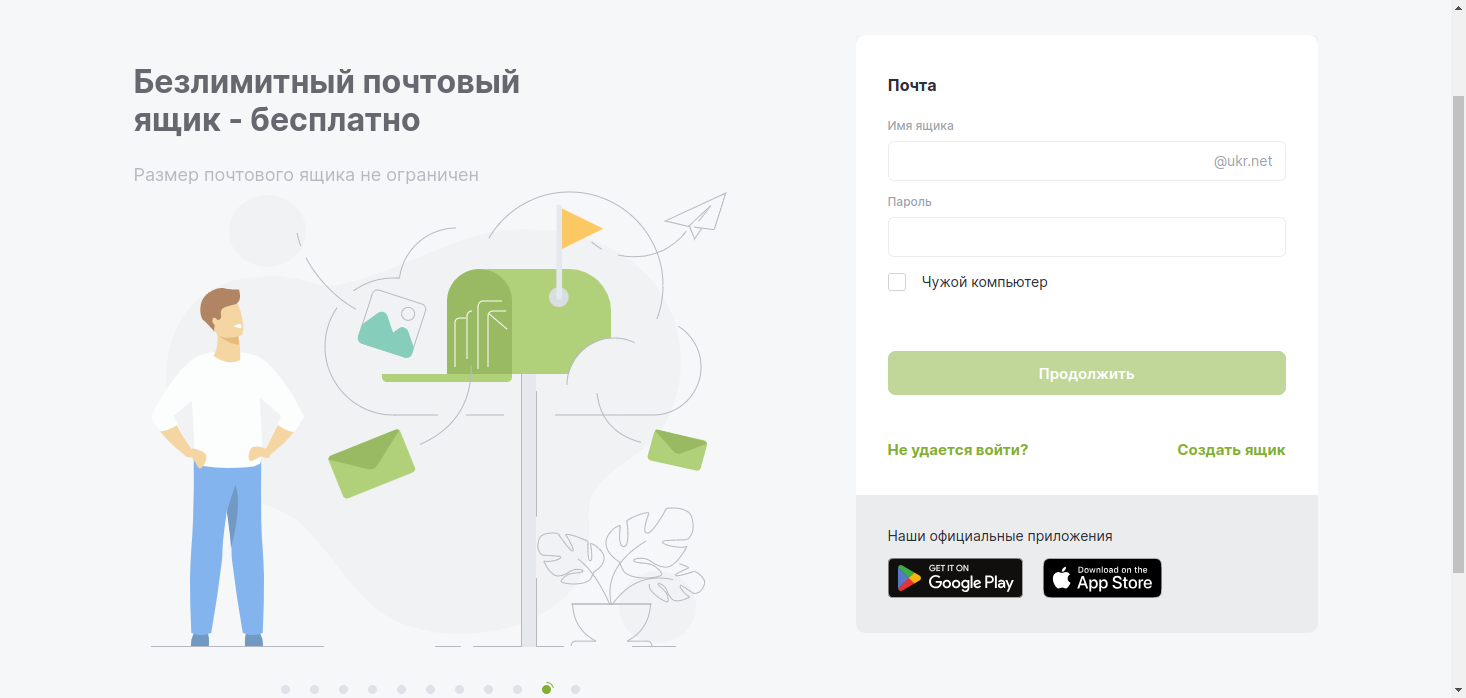 Безлимитный почтовый
ящик - бесплатно
Размер почтового ящика не ограничен
Почта
Имя ящика
@ukr.net
Пароль
Чужой компьютер
Продолжить
Не удается войти?
Создать ящик
Наши официальные приложения
GET IT ON
Google Play
Download on the
App Store